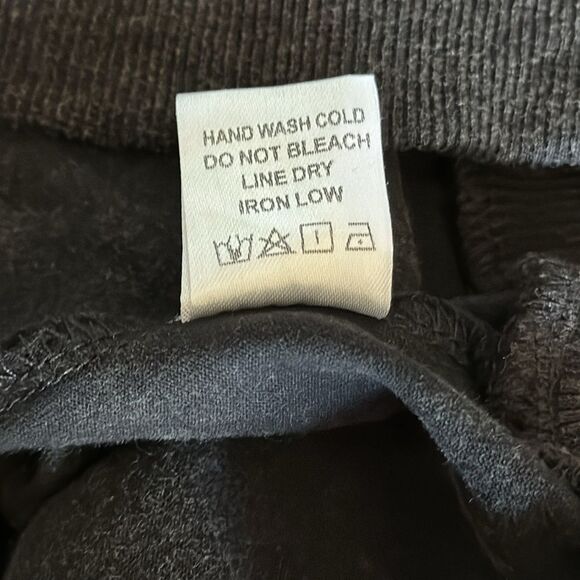 HAND WASH COLD
DO NOT BLEACH
LINE DRY
IRON LOW